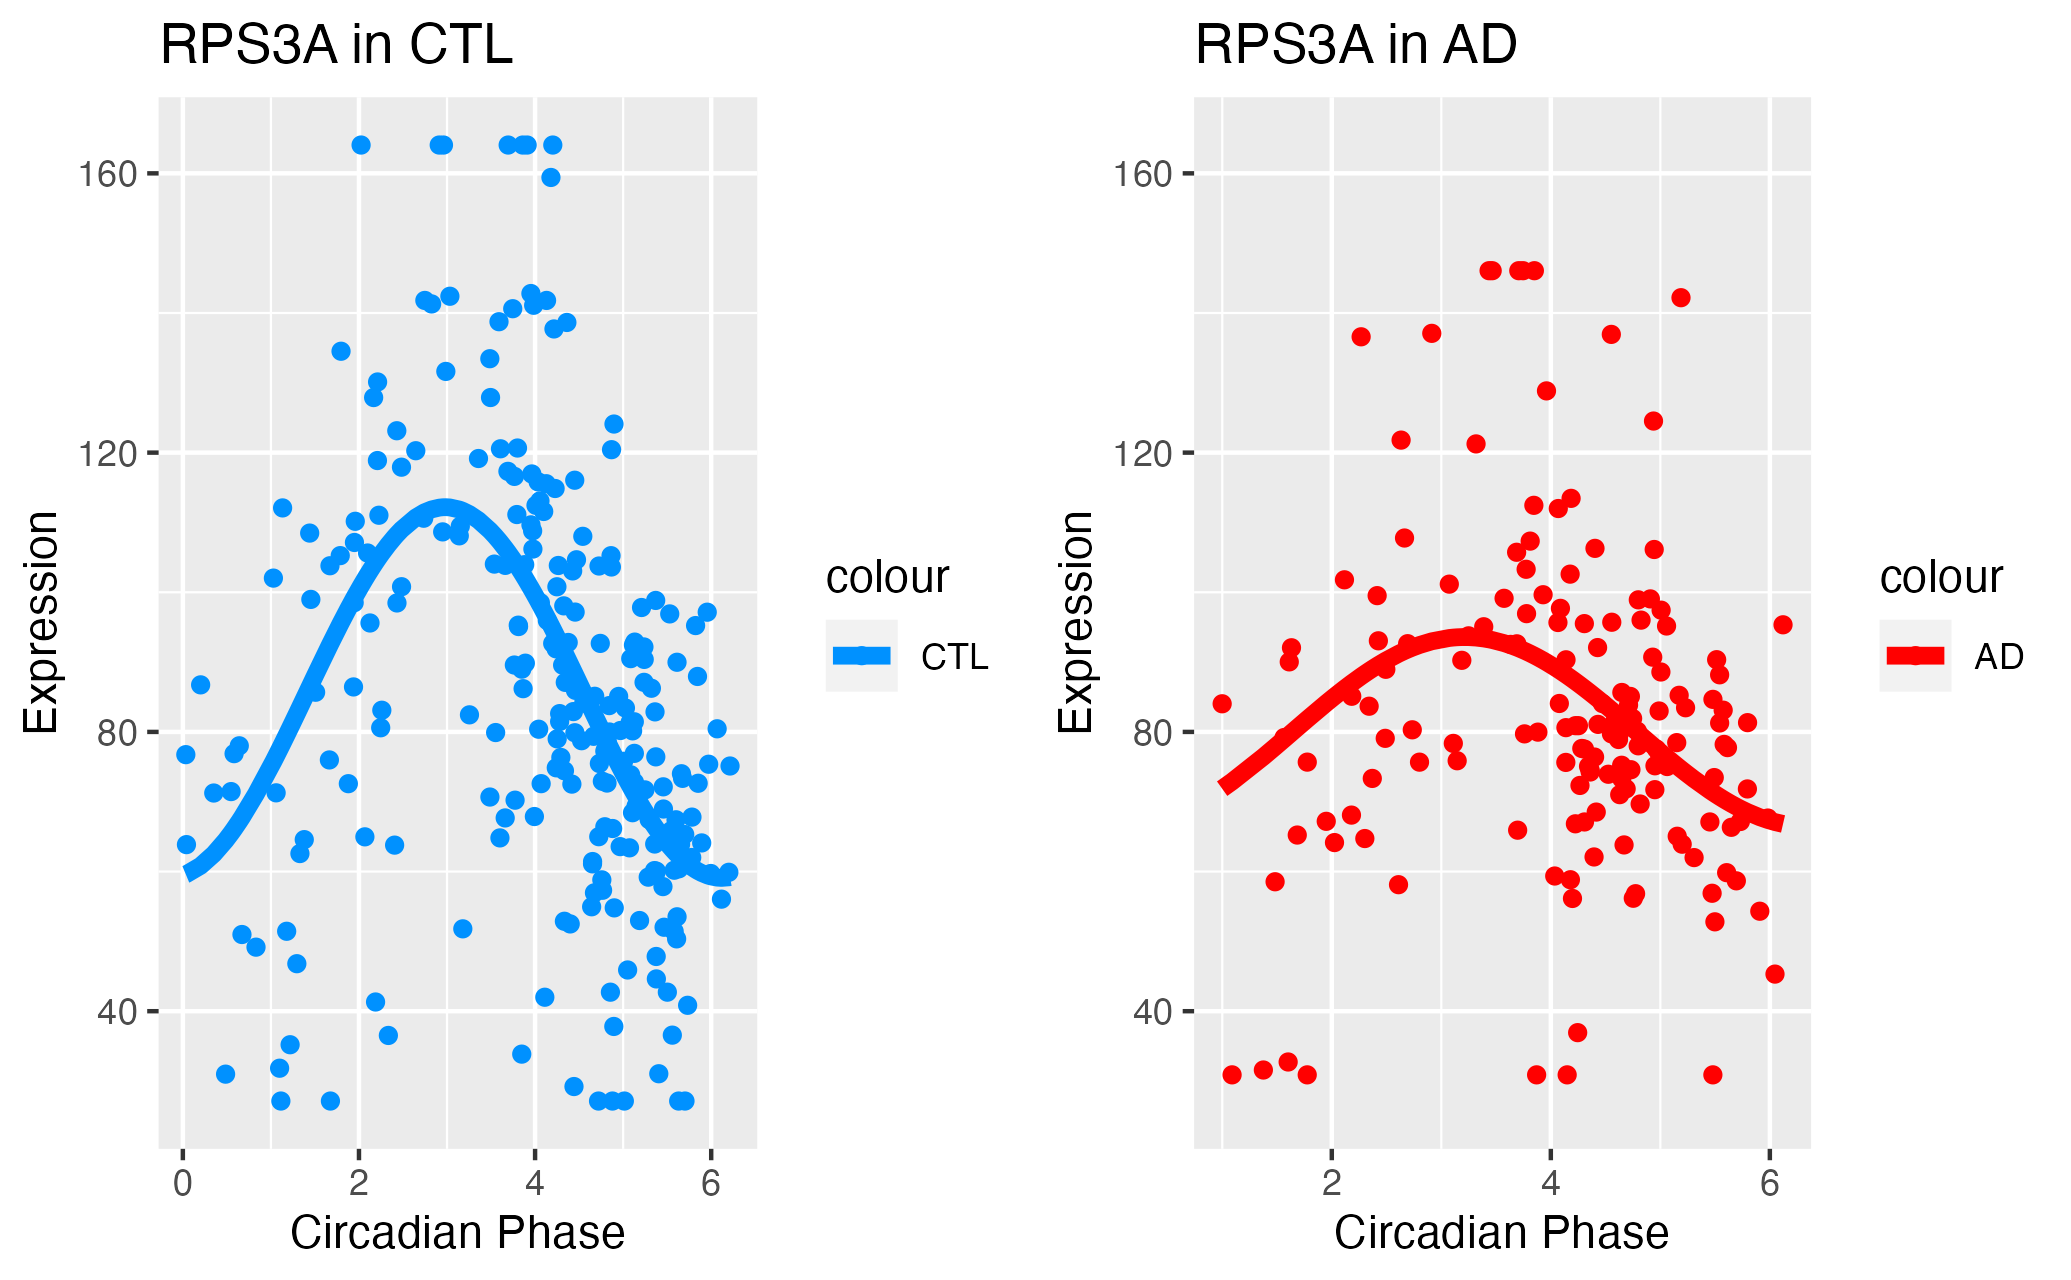 RPS3A in CTL
160
120
80
40
Expression
0 2 4 6
Circadian Phase
colour
CTL
RPS3A in AD
160
120
80
40
Expression
2 4 6
Circadian Phase
colour
AD